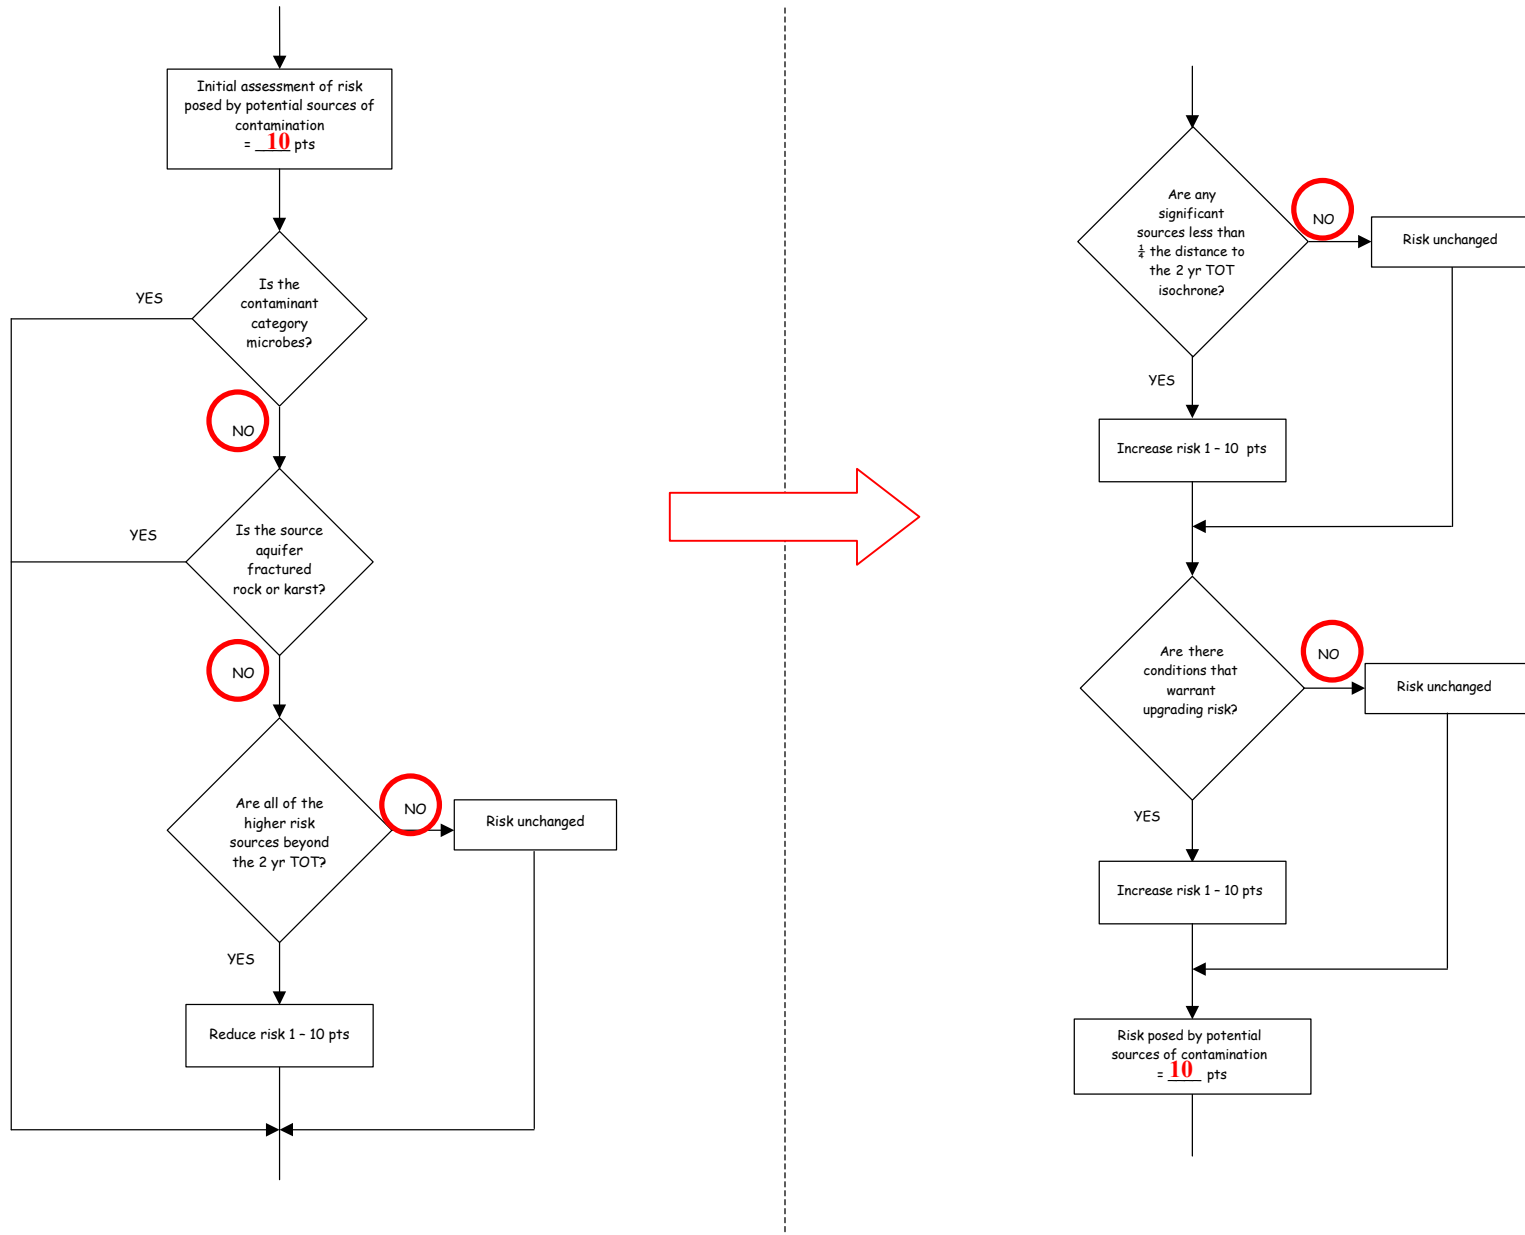 Initial assessment of risk
posed by potential sources of
contamination
= 10 pts
Is the
contaminant
category
microbes?
YES
NO
Is the source
aquifer
fractured
rock or karst?
YES
NO
Are all of the
higher risk
sources beyond
the 2 yr TOT?
NO
Risk unchanged
YES
Reduce risk 1 – 10 pts
Are any
significant
sources less than
¼ the distance to
the 2 yr TOT
isochrone?
NO
Risk unchanged
YES
Increase risk 1 – 10 pts
Are there
conditions that
warrant
upgrading risk?
NO
Risk unchanged
YES
Increase risk 1 – 10 pts
Risk posed by potential
sources of contamination
= 10 pts